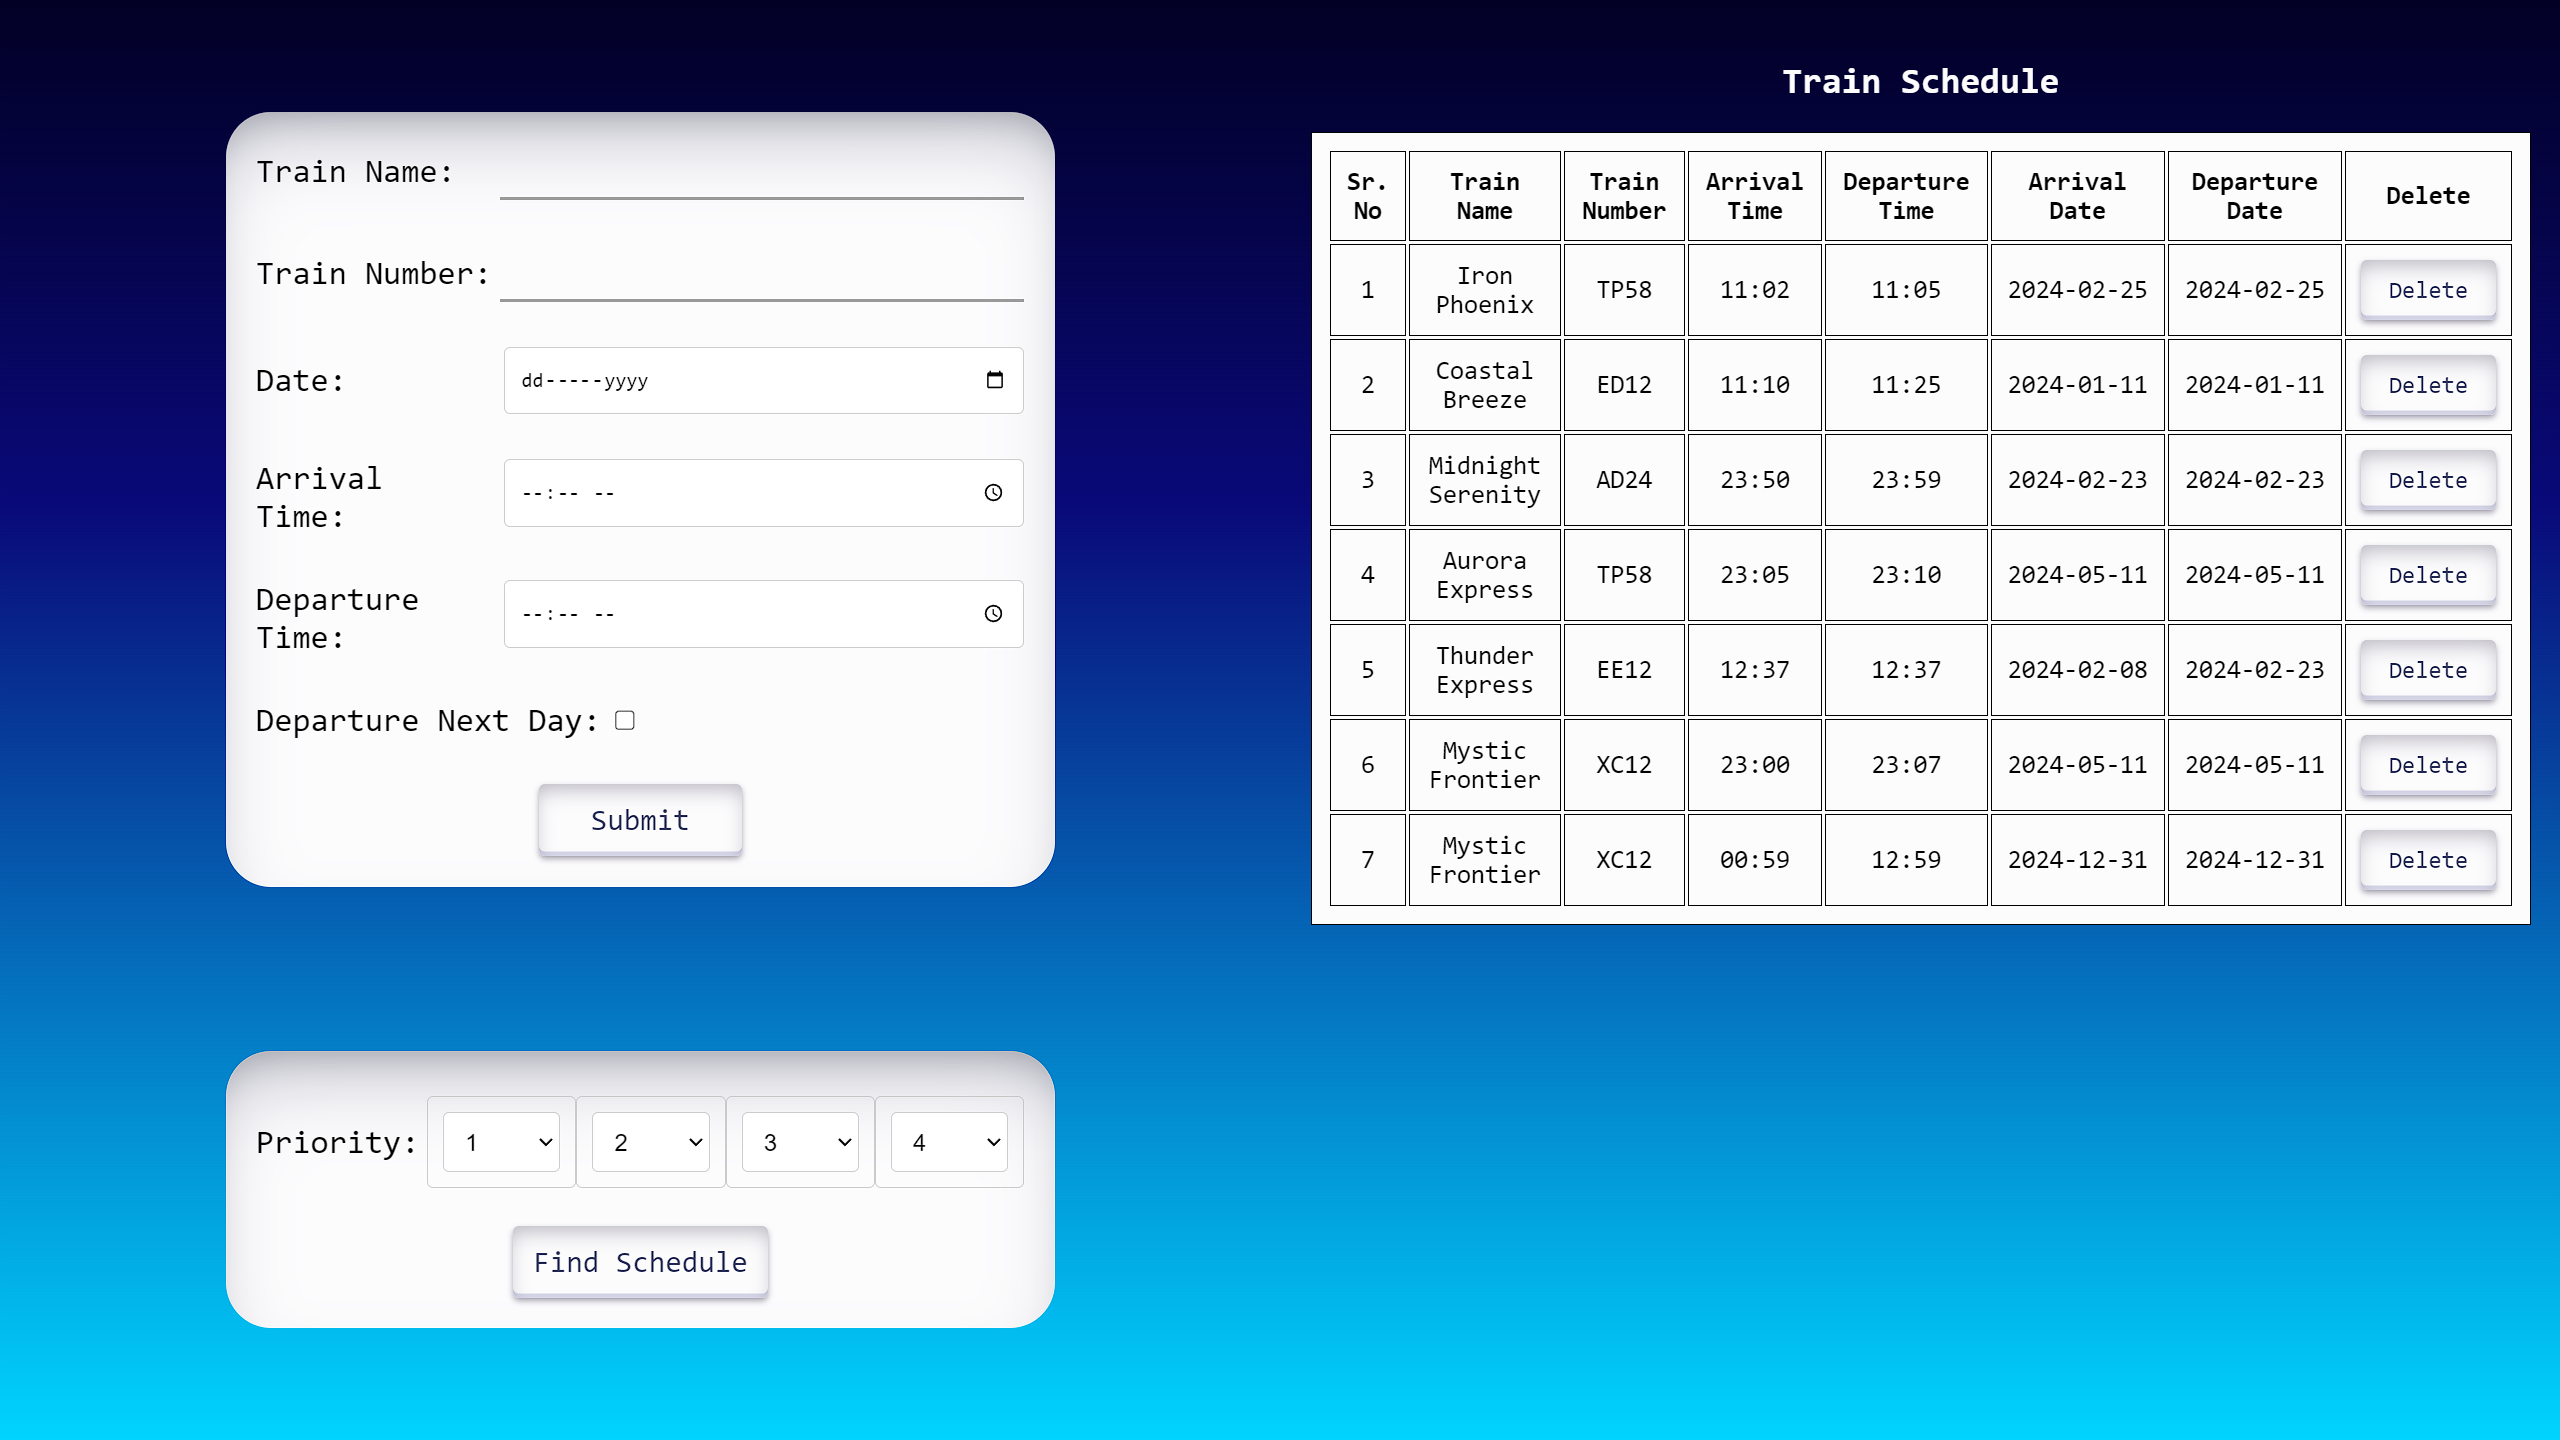 Train Name:
Train Number:
Date:
dd-----yyyy
Arrival
Time:
--:-- --
Departure
Time:
--:-- --
Departure Next Day:
Submit
Priority:
1 2 3 4
Find Schedule
Train Schedule
Sr. No Train Name Train Number Arrival Time Departure Time Arrival Date Departure Date Delete
1 Iron Phoenix TP58 11:02 11:05 2024-02-25 2024-02-25 Delete
2 Coastal Breeze ED12 11:10 11:25 2024-01-11 2024-01-11 Delete
3 Midnight Serenity AD24 23:50 23:59 2024-02-23 2024-02-23 Delete
4 Aurora Express TP58 23:05 23:10 2024-05-11 2024-05-11 Delete
5 Thunder Express EE12 12:37 12:37 2024-02-08 2024-02-23 Delete
6 Mystic Frontier XC12 23:00 23:07 2024-05-11 2024-05-11 Delete
7 Mystic Frontier XC12 00:59 12:59 2024-12-31 2024-12-31 Delete